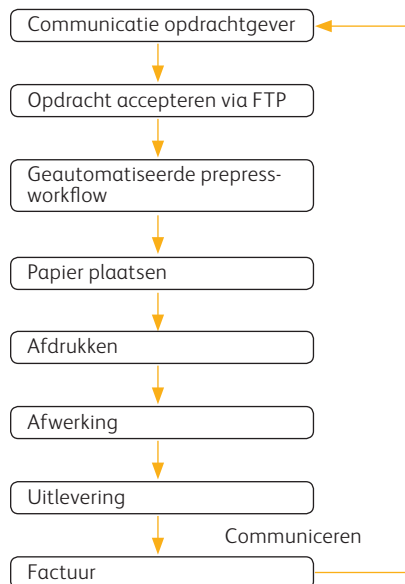 Communicatie opdrachtgever
Opdracht accepteren via FTP
Geautomatiseerde prepress-
workflow
Papier plaatsen
Afdrukken
Afwerking
Uitlevering
Communiceren
Factuur